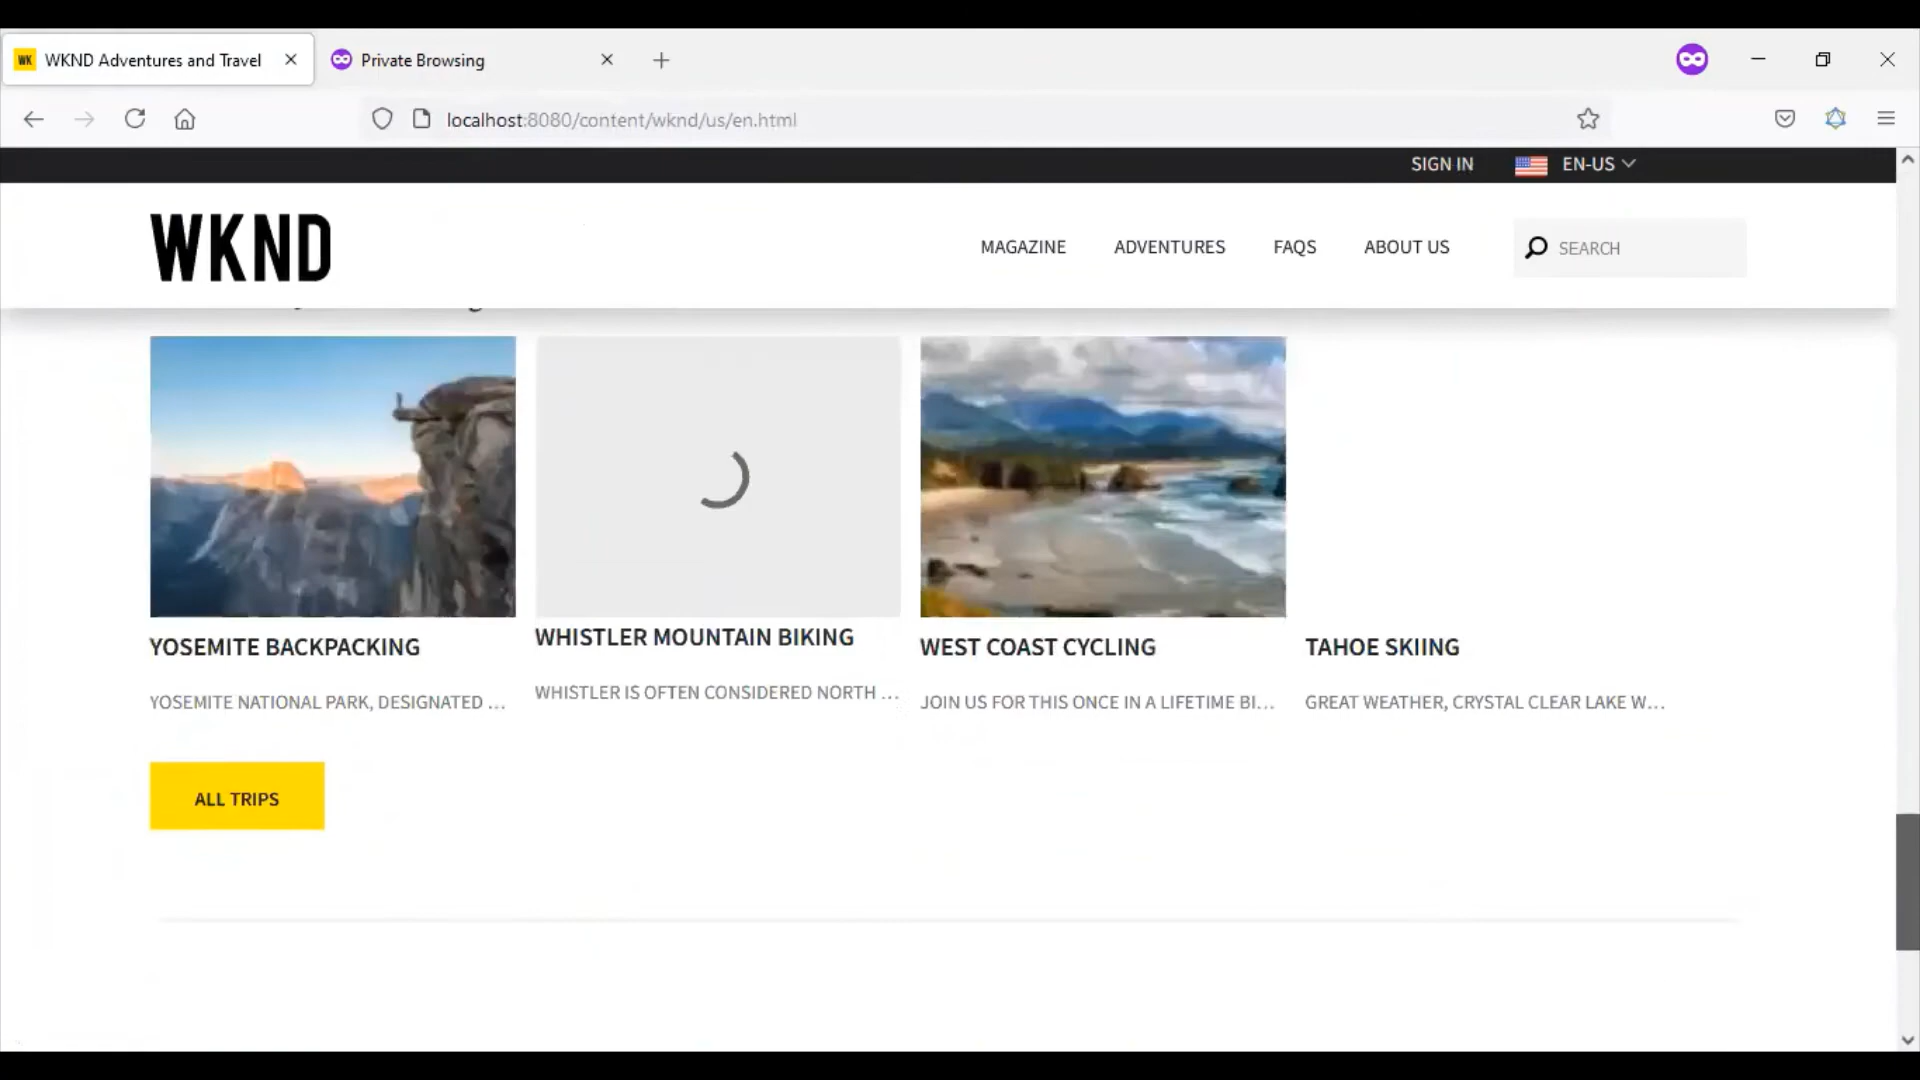 WK WKND Adventures and Travel
Private Browsing
localhost:8080/content/wknd/us/en.html
SIGN IN
EN-US
WKND
MAGAZINE
ADVENTURES
FAQS
ABOUT US
SEARCH
YOSEMITE BACKPACKING
WHISTLER MOUNTAIN BIKING
WEST COAST CYCLING
TAHOE SKIING
YOSEMITE NATIONAL PARK, DESIGNATED ...
WHISTLER IS OFTEN CONSIDERED NORTH ...
JOIN US FOR THIS ONCE IN A LIFETIME BI...
GREAT WEATHER, CRYSTAL CLEAR LAKE W...
ALL TRIPS